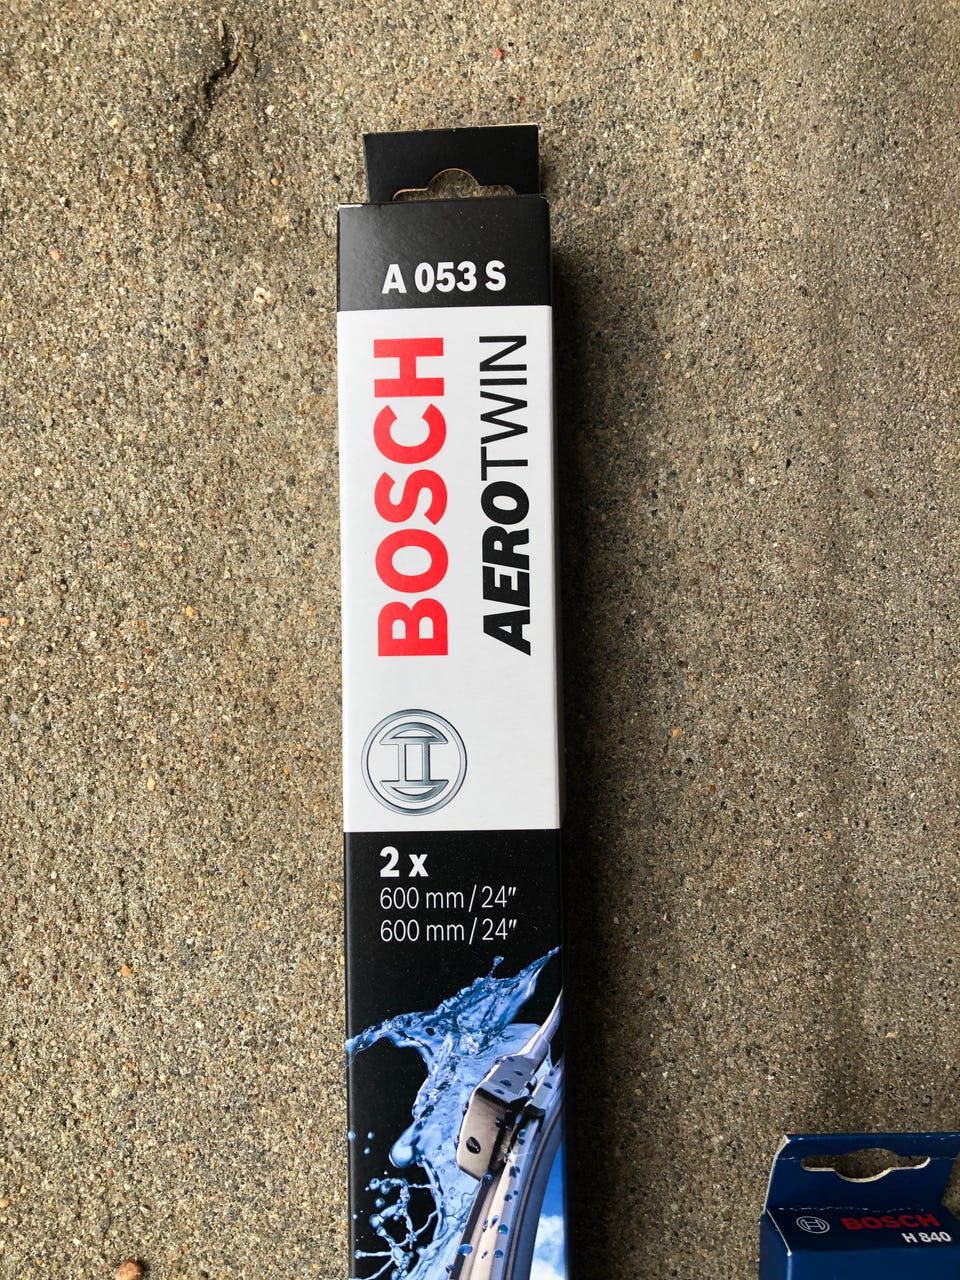 A 053 S
BOSCH
AEROTWIN
2 x
600 mm / 24"
600 mm / 24"
BOSCH
H 840